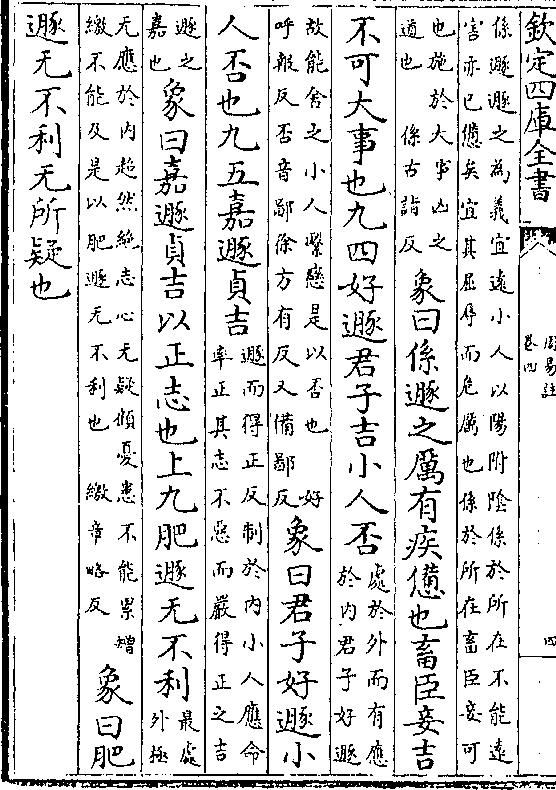 欽定四庫全書
周易註
卷四
四
係遯遯之為義宜遠小人以陽附隂係於所在不能遠
害亦已憊矣宜其屈辱而危厲也係於所在畜臣妾可
也施於大事凶之
道也　係古詣反
象曰係遯之厲有疾憊也畜臣妾吉
不可大事也九四好遯君子吉小人否
處於外而有應
於内君子好遯
故能舍之小人繫戀是以否也　好
呼報反否音鄙徐方有反又備鄙反
象曰君子好遯小
人否也九五嘉遯貞吉
遯而得正反制於内小人應命
率正其志不惡而嚴得正之吉
遯之
嘉也
象曰嘉遯貞吉以正志也上九肥遯无不利
最處
外極
无應於内超然絶志心无疑傾憂患不能累矰
繳不能及是以肥遯无不利也　繳章略反
象曰肥
遯无不利无所疑也